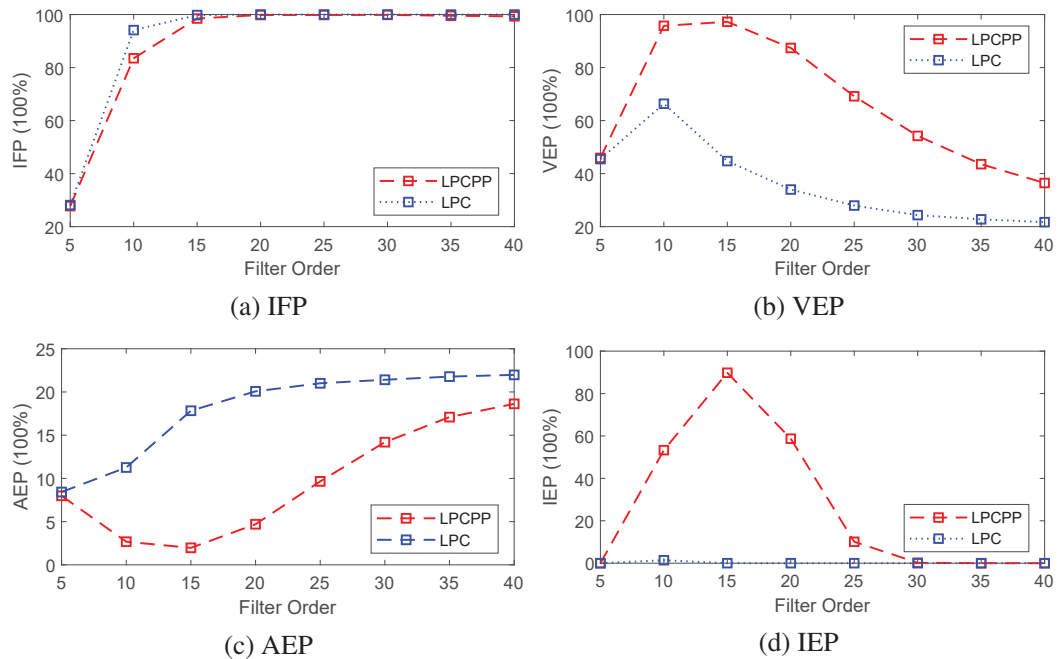 IFP (100%)
100
80
60
40
20
LPCPP
LPC
5 10 15 20 25 30 35 40
Filter Order
(a) IFP
VEP (100%)
100
80
60
40
20
LPCPP
LPC
5 10 15 20 25 30 35 40
Filter Order
(b) VEP
AEP (100%)
25
20
15
10
5
0
LPCPP
LPC
5 10 15 20 25 30 35 40
Filter Order
(c) AEP
IEP (100%)
100
80
60
40
20
0
LPCPP
LPC
5 10 15 20 25 30 35 40
Filter Order
(d) IEP